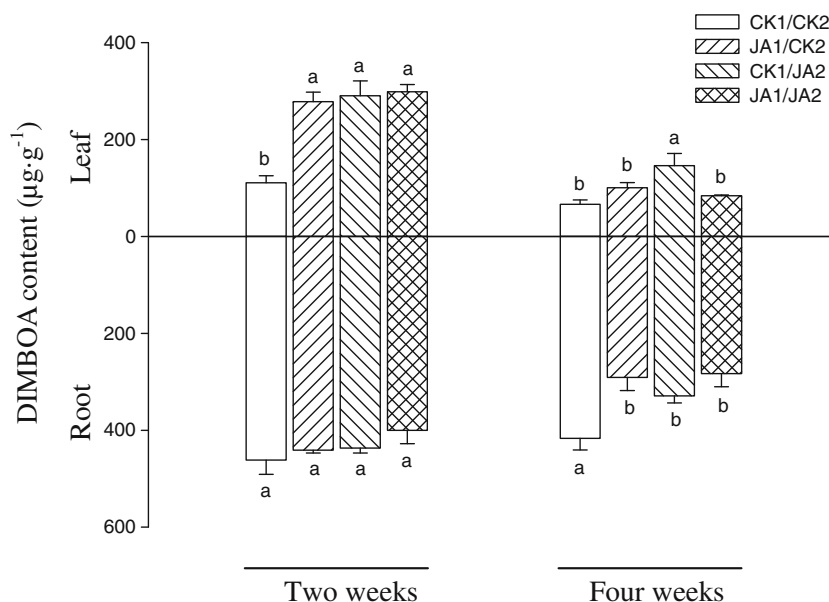 CK1/CK2
JA1/CK2
CK1/JA2
JA1/JA2
DIMBOA content (µg·g⁻¹)
Leaf
Root
400
200
0
200
400
600
b
a
a
a
b
b
a
b
a
a
a
a
a
b
b
b
Two weeks
Four weeks